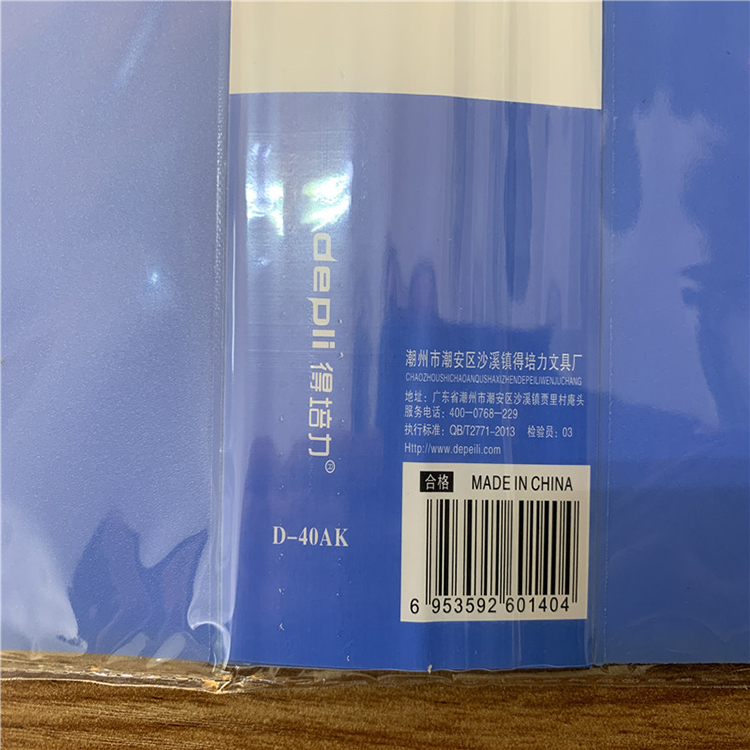 depli 得培力®
D-40AK
潮州市潮安区沙溪镇得培力文具厂
CHAOZHOUSHICHAOANQUSHAXIZHENDEPEILIWENJUCHANG
地址：广东省潮州市潮安区沙溪镇贾里村庵头
服务电话：400-0768-229
执行标准：QB/T2771-2013 检验员：03
Http://www.depeili.com
合格 MADE IN CHINA
6 953592 601404